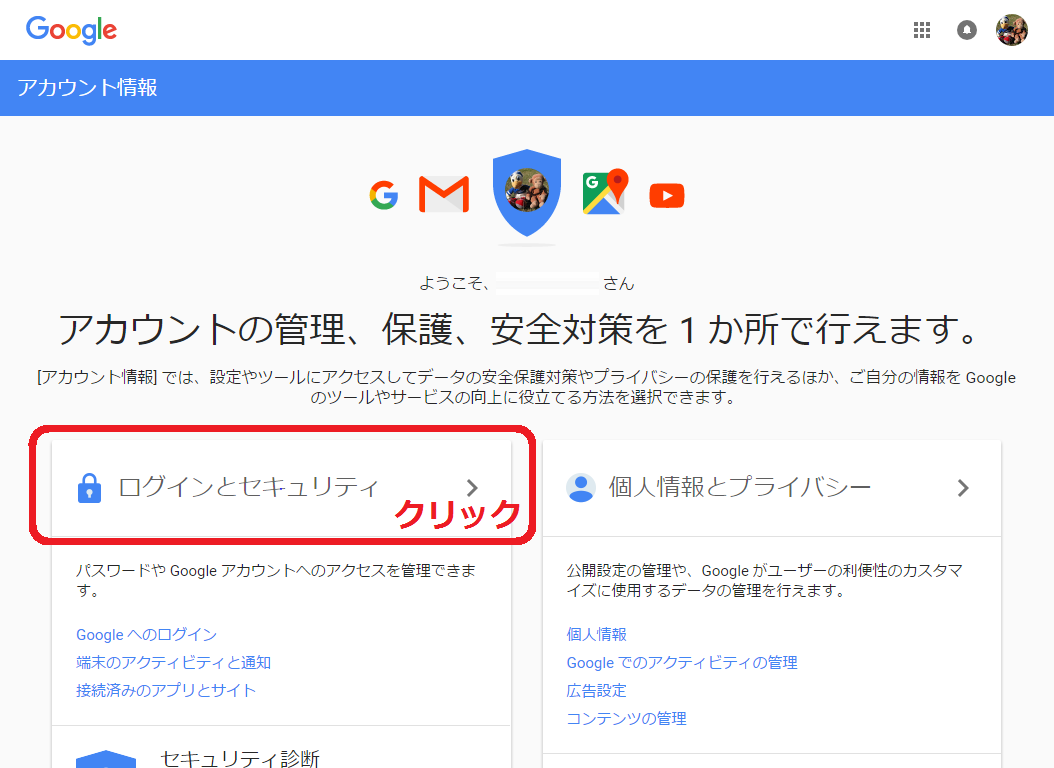 Google
アカウント情報
ようこそ、 さん
アカウントの管理、保護、安全対策を 1 か所で行えます。
[アカウント情報] では、設定やツールにアクセスしてデータの安全保護対策やプライバシーの保護を行えるほか、ご自分の情報を Google
のツールやサービスの向上に役立てる方法を選択できます。
ログインとセキュリティ
クリック
パスワードや Google アカウントへのアクセスを管理できま
す。
Google へのログイン
端末のアクティビティと通知
接続済みのアプリとサイト
セキュリティ診断
個人情報とプライバシー
公開設定の管理や、Google がユーザーの利便性のカスタマ
イズに使用するデータの管理を行えます。
個人情報
Google でのアクティビティの管理
広告設定
コンテンツの管理